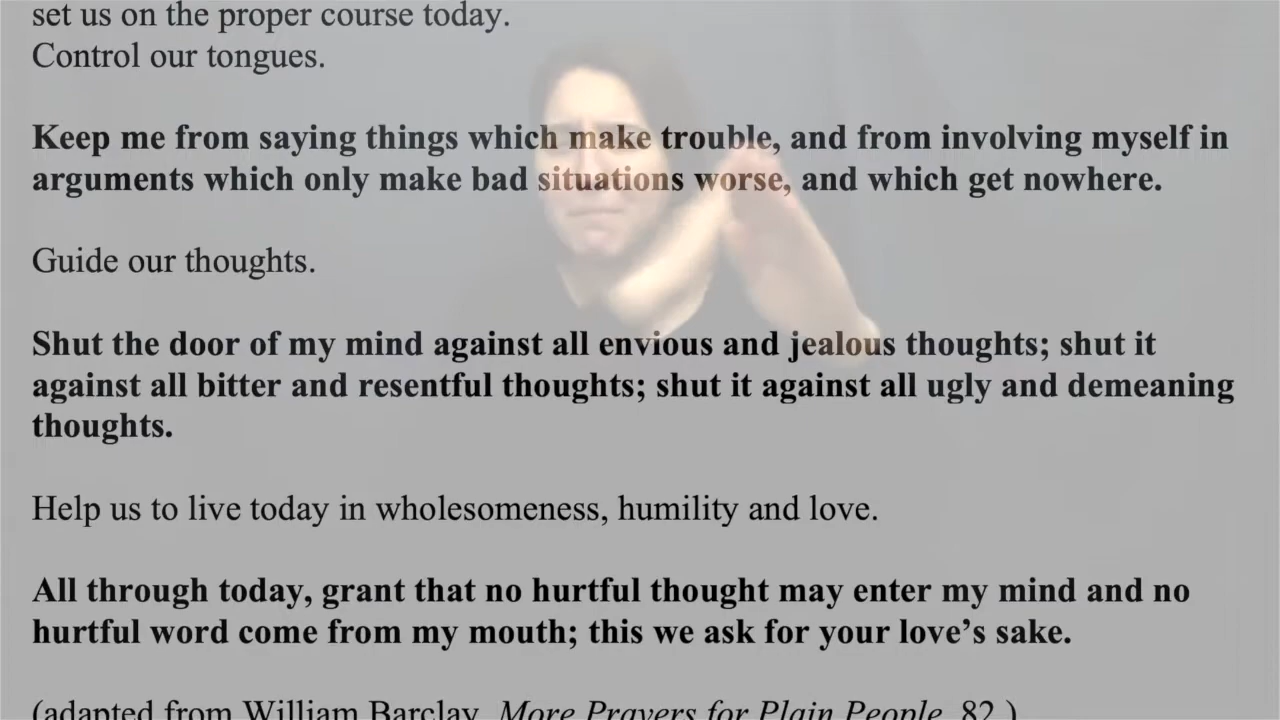 set us on the proper course today.
Control our tongues.
Keep me from saying things which make trouble, and from involving myself in
arguments which only make bad situations worse, and which get nowhere.
Guide our thoughts.
Shut the door of my mind against all envious and jealous thoughts; shut it
against all bitter and resentful thoughts; shut it against all ugly and demeaning
thoughts.
Help us to live today in wholesomeness, humility and love.
All through today, grant that no hurtful thought may enter my mind and no
hurtful word come from my mouth; this we ask for your love’s sake.
(adapted from William Barclay, More Prayers for Plain People, 82.)